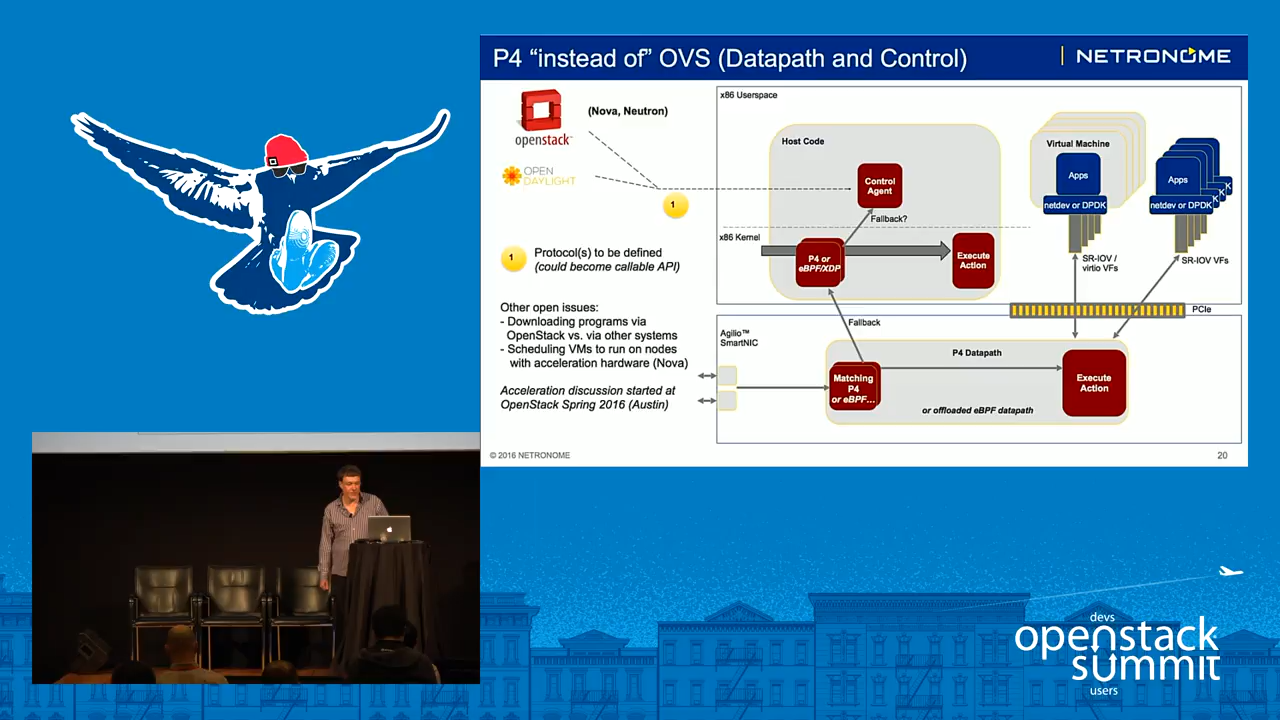 P4 “instead of” OVS (Datapath and Control)
NETRONOME
openstack™
(Nova, Neutron)
OPEN
DAYLIGHT
1
1
Protocol(s) to be defined
(could become callable API)
Other open issues:
- Downloading programs via
OpenStack vs. via other systems
- Scheduling VMs to run on nodes
with acceleration hardware (Nova)
Acceleration discussion started at
OpenStack Spring 2016 (Austin)
x86 Userspace
Host Code
Control
Agent
Fallback?
x86 Kernel
P4 or
eBPF/XDP
Execute
Action
Virtual Machine
Apps
netdev or DPDK
Apps
netdev or DPDK
SR-IOV /
virtio VFs
SR-IOV VFs
PCIe
Fallback
Agilio™
SmartNIC
P4 Datapath
Matching
P4
or eBPF…
Execute
Action
or offloaded eBPF datapath
© 2016 NETRONOME
20
devs
openstack
summit
users